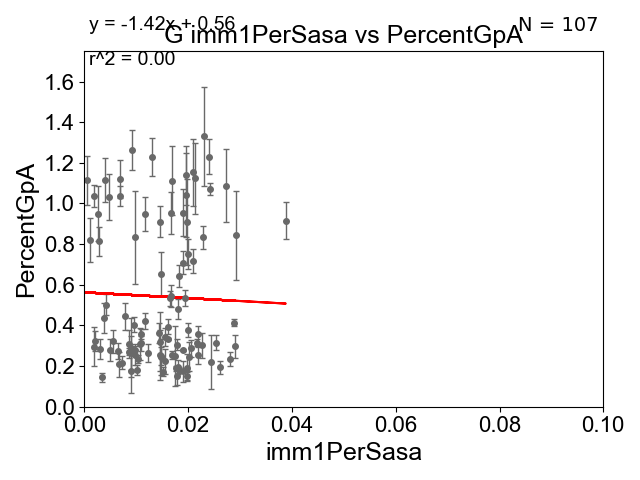 y = -1.42x + 0.56
N = 107
G imm1PerSasa vs PercentGpA
r^2 = 0.00
PercentGpA
1.6
1.4
1.2
1.0
0.8
0.6
0.4
0.2
0.0
0.00 0.02 0.04 0.06 0.08 0.10
imm1PerSasa